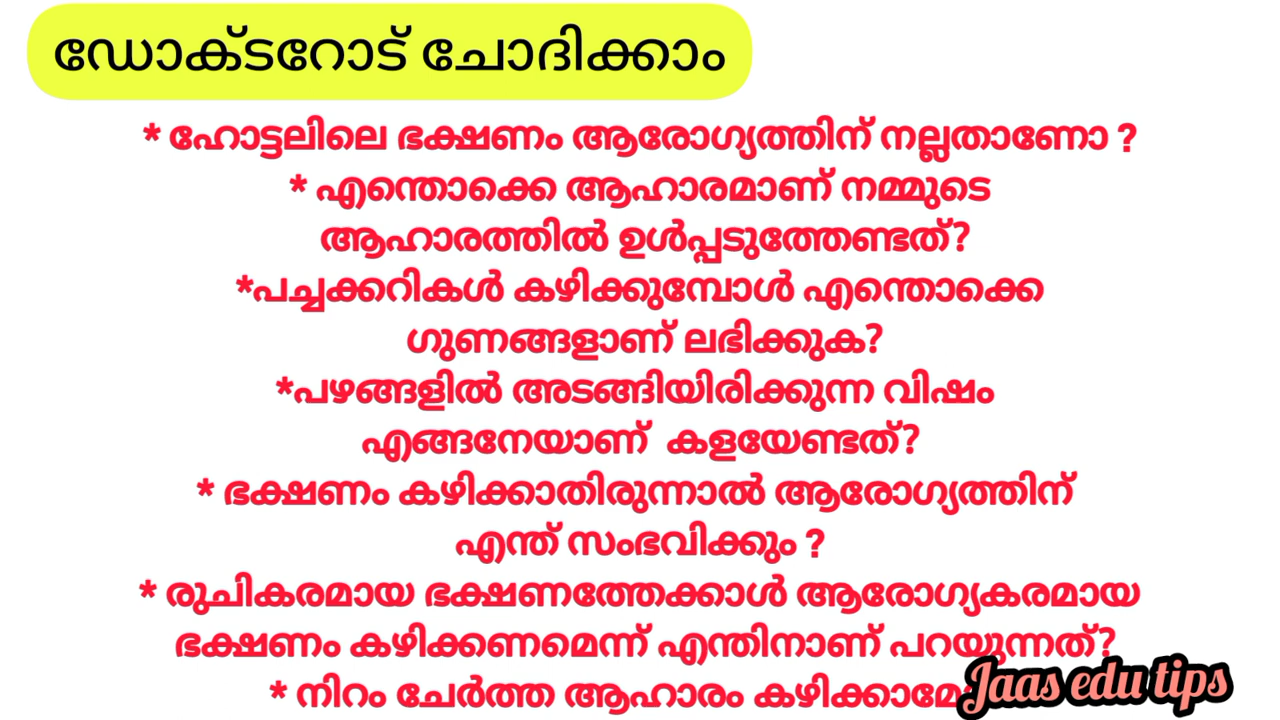 ഡോക്ടറോട് ചോദിക്കാം
* ഹോട്ടലിലെ ഭക്ഷണം ആരോഗ്യത്തിന് നല്ലതാണോ ?
* എന്തൊക്കെ ആഹാരമാണ് നമ്മുടെ
ആഹാരത്തിൽ ഉൾപ്പടുത്തേണ്ടത്?
*പച്ചക്കറികൾ കഴിക്കുമ്പോൾ എന്തൊക്കെ
ഗുണങ്ങളാണ് ലഭിക്കുക?
*പഴങ്ങളിൽ അടങ്ങിയിരിക്കുന്ന വിഷം
എങ്ങനേയാണ് കളയേണ്ടത്?
* ഭക്ഷണം കഴിക്കാതിരുന്നാൽ ആരോഗ്യത്തിന്
എന്ത് സംഭവിക്കും ?
* രുചികരമായ ഭക്ഷണത്തേക്കാൾ ആരോഗ്യകരമായ
ഭക്ഷണം കഴിക്കണമെന്ന് എന്തിനാണ് പറയുന്നത്?
* നിറം ചേർത്ത ആഹാരം
Jaas edu tips